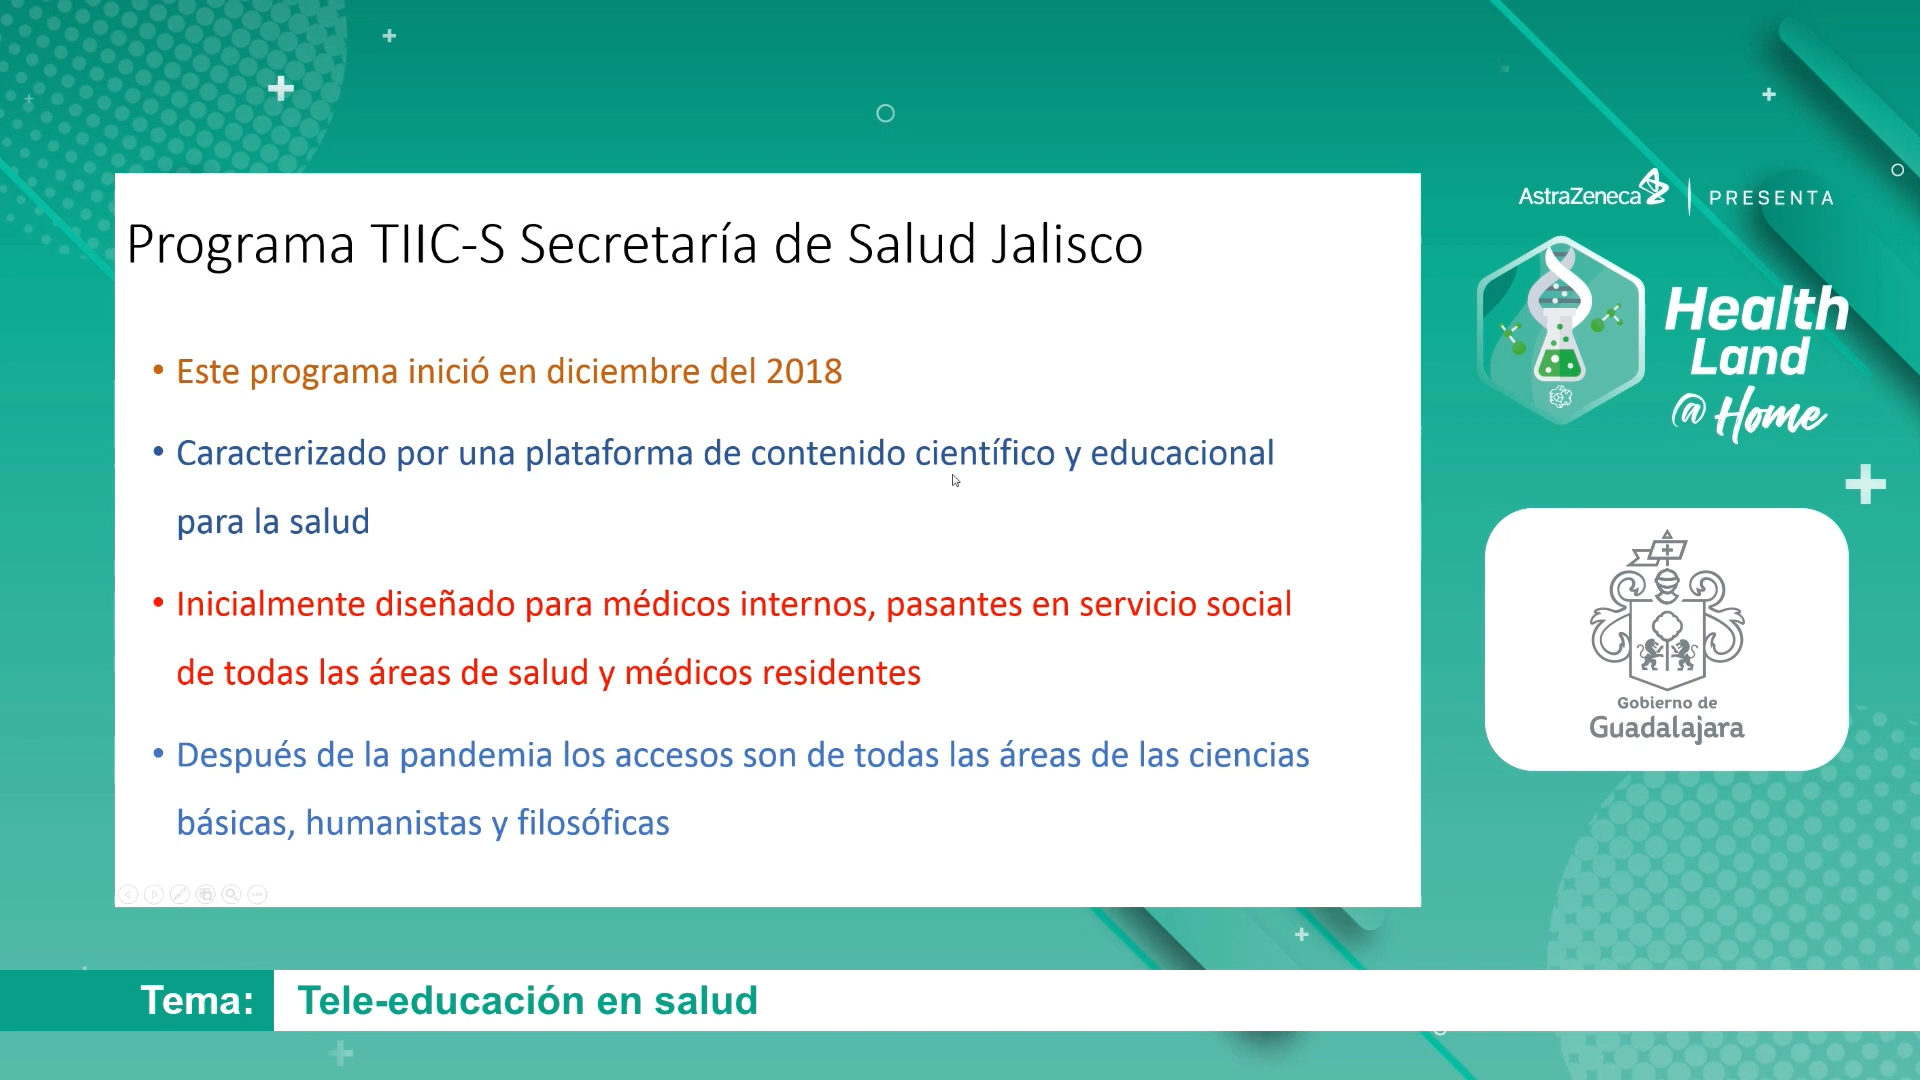 AstraZeneca | PRESENTA
Health
Land
@ Home
Programa TIIC-S Secretaría de Salud Jalisco
• Este programa inició en diciembre del 2018
• Caracterizado por una plataforma de contenido científico y educacional
para la salud
• Inicialmente diseñado para médicos internos, pasantes en servicio social
de todas las áreas de salud y médicos residentes
• Después de la pandemia los accesos son de todas las áreas de las ciencias
básicas, humanistas y filosóficas
Gobierno de
Guadalajara
Tema: Tele-educación en salud